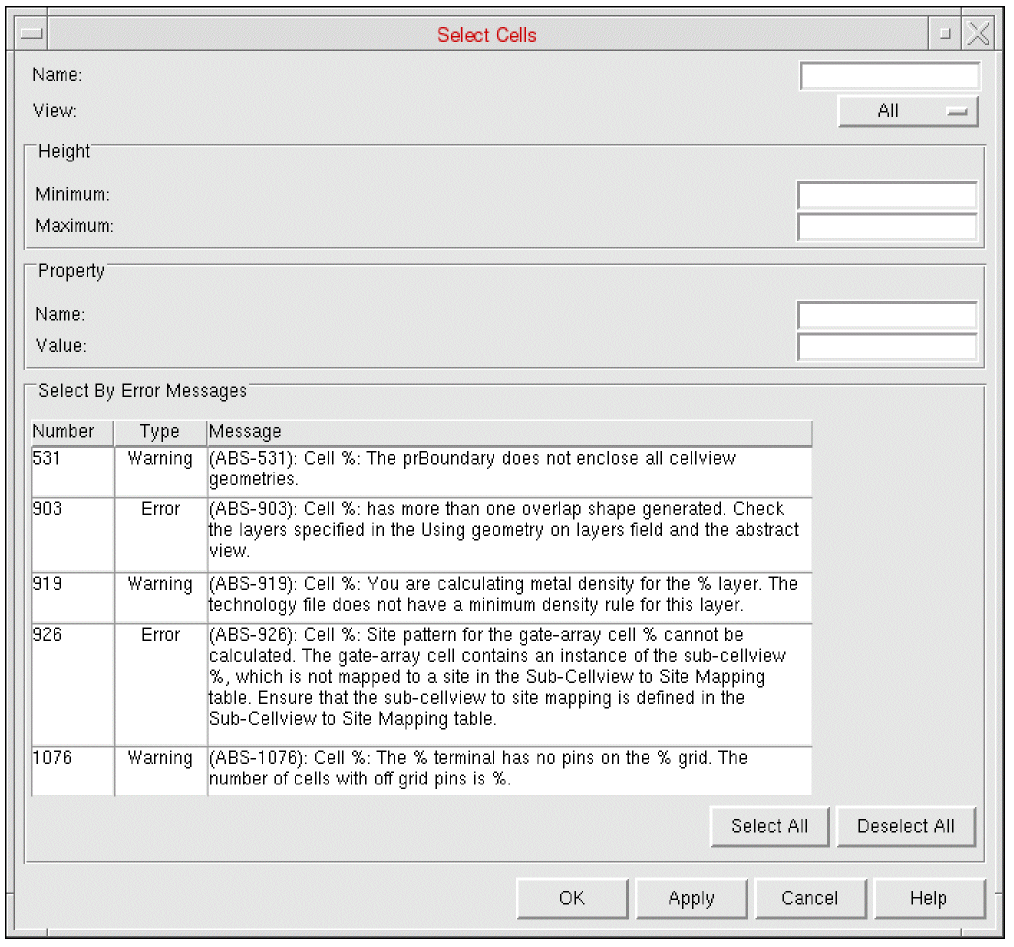 Select Cells
Name:
View:
All
Height
Minimum:
Maximum:
Property
Name:
Value:
Select By Error Messages
Number Type Message
531 Warning (ABS-531): Cell %: The prBoundary does not enclose all cellview
geometries.
903 Error (ABS-903): Cell %: has more than one overlap shape generated. Check
the layers specified in the Using geometry on layers field and the abstract
view.
919 Warning (ABS-919): Cell %: You are calculating metal density for the % layer. The
technology file does not have a minimum density rule for this layer.
926 Error (ABS-926): Cell %: Site pattern for the gate-array cell % cannot be
calculated. The gate-array cell contains an instance of the sub-cellview
%, which is not mapped to a site in the Sub-Cellview to Site Mapping
table. Ensure that the sub-cellview to site mapping is defined in the
Sub-Cellview to Site Mapping table.
1076 Warning (ABS-1076): Cell %: The % terminal has no pins on the % grid. The
number of cells with off grid pins is %.
Select All Deselect All
OK Apply Cancel Help